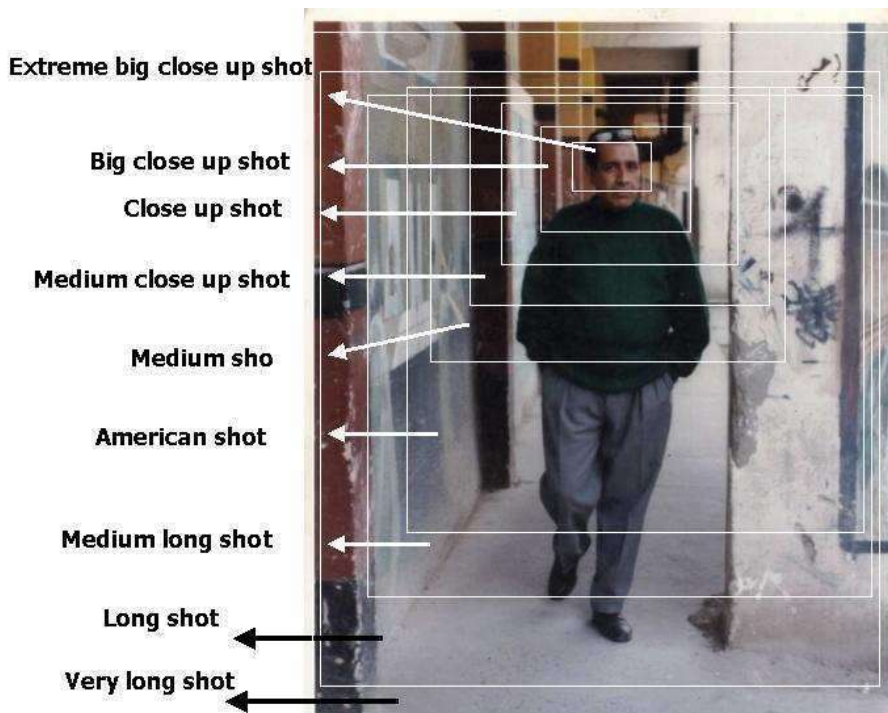 Extreme big close up shot
Big close up shot
Close up shot
Medium close up shot
Medium sho
American shot
Medium long shot
Long shot
Very long shot